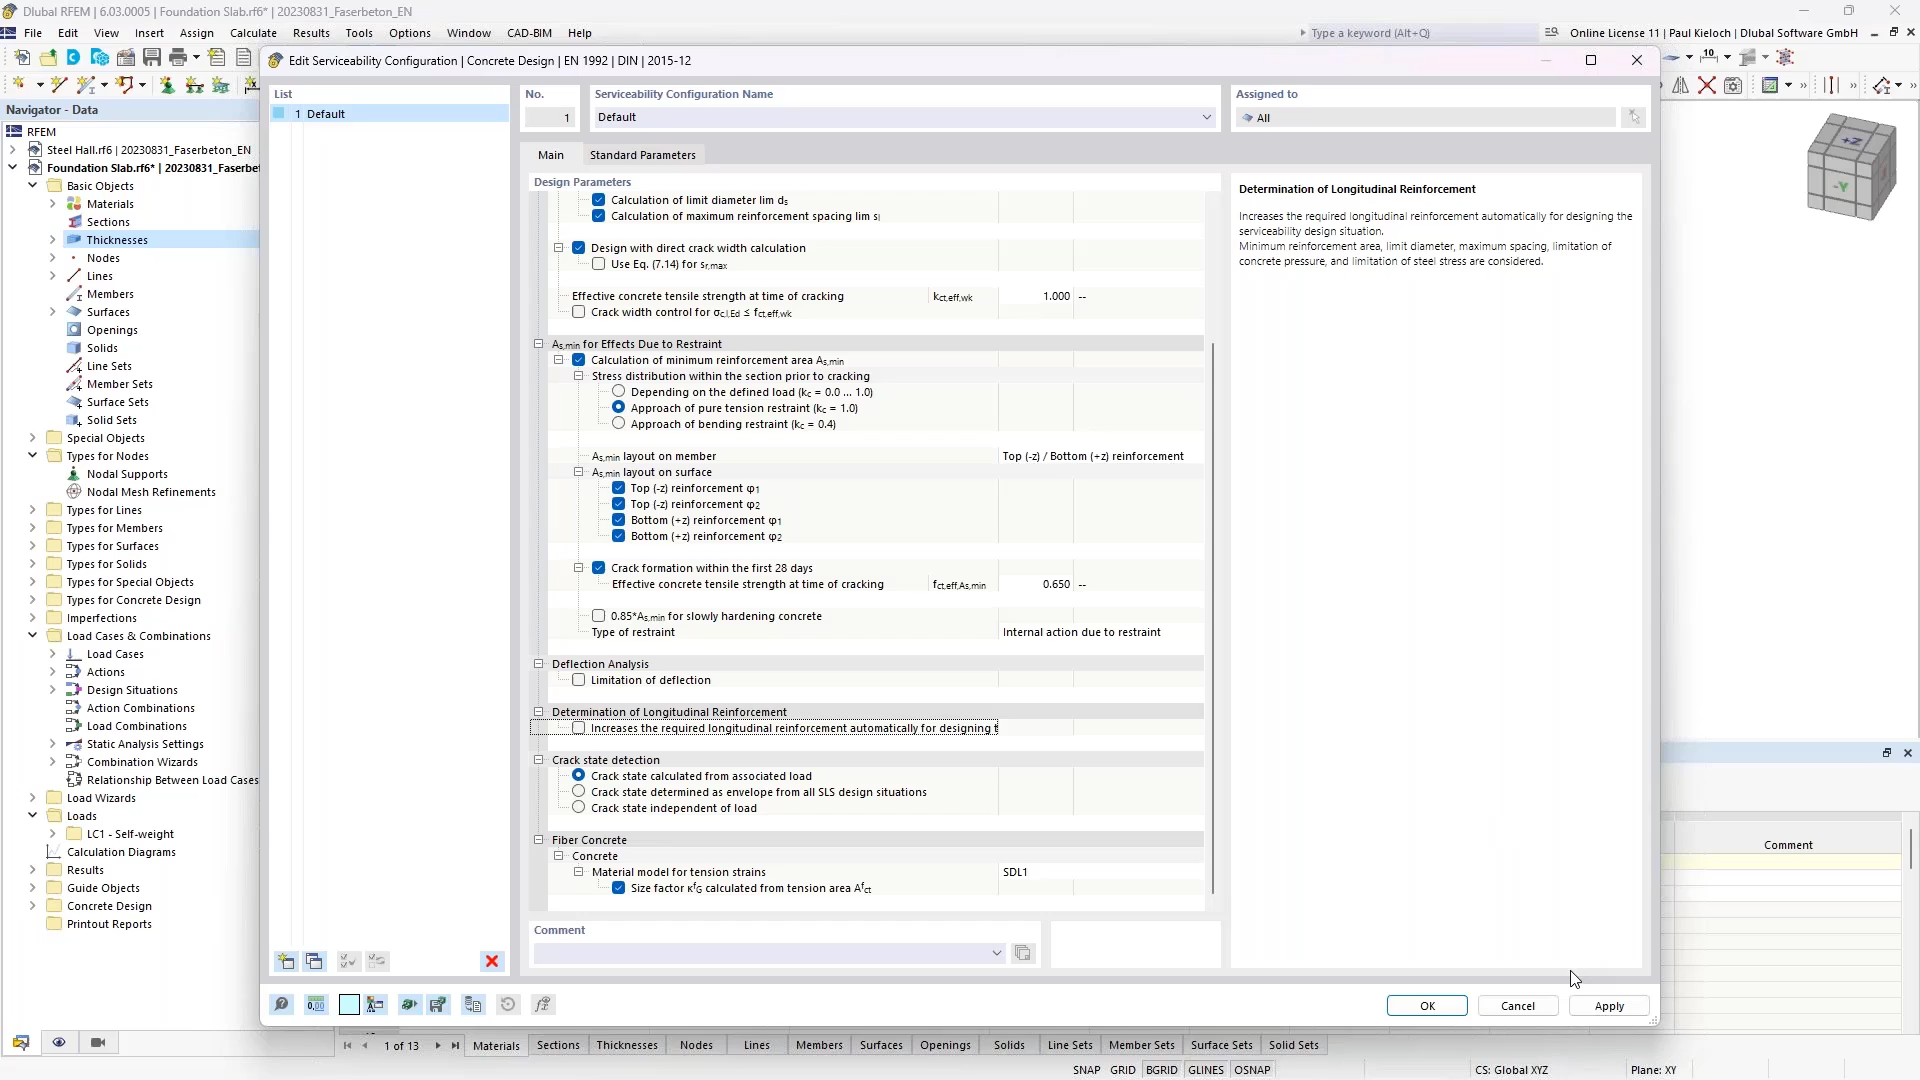 Dlubal RFEM | 6.03.0005 | Foundation Slab.rf6* | 20230831_Faserbeton_EN
File Edit View Insert Assign Calculate Results Tools Options Window CAD-BIM Help
Type a keyword (Alt+Q)
Online License 11 | Paul Kieloch | Dlubal Software GmbH
Edit Serviceability Configuration | Concrete Design | EN 1992 | DIN | 2015-12
Navigator - Data
RFEM
Steel Hall.rf6 | 20230831_Faserbeton_EN
Foundation Slab.rf6* | 20230831_Faserbe
Basic Objects
Materials
Sections
Thicknesses
Nodes
Lines
Members
Surfaces
Openings
Solids
Line Sets
Member Sets
Surface Sets
Solid Sets
Special Objects
Types for Nodes
Nodal Supports
Nodal Mesh Refinements
Types for Lines
Types for Members
Types for Surfaces
Types for Solids
Types for Special Objects
Types for Concrete Design
Imperfections
Load Cases & Combinations
Load Cases
Actions
Design Situations
Action Combinations
Load Combinations
Static Analysis Settings
Combination Wizards
Relationship Between Load Cases
Load Wizards
Loads
LC1 - Self-weight
Calculation Diagrams
Results
Guide Objects
Concrete Design
Printout Reports
List
1 Default
No.
1
Serviceability Configuration Name
Default
Assigned to
All
Main Standard Parameters
Design Parameters
Calculation of limit diameter lim ds
Calculation of maximum reinforcement spacing lim sl
Design with direct crack width calculation
Use Eq. (7.14) for sr,max
Effective concrete tensile strength at time of cracking kct,eff,wk 1.000 --
Crack width control for σc,l,Ed ≤ fct,eff,wk
As,min for Effects Due to Restraint
Calculation of minimum reinforcement area As,min
Stress distribution within the section prior to cracking
Depending on the defined load (kc = 0.0 ... 1.0)
Approach of pure tension restraint (kc = 1.0)
Approach of bending restraint (kc = 0.4)
As,min layout on member Top (-z) / Bottom (+z) reinforcement
As,min layout on surface
Top (-z) reinforcement φ1
Top (-z) reinforcement φ2
Bottom (+z) reinforcement φ1
Bottom (+z) reinforcement φ2
Crack formation within the first 28 days
Effective concrete tensile strength at time of cracking fct,eff,As,min 0.650 --
0.85*As,min for slowly hardening concrete
Type of restraint Internal action due to restraint
Deflection Analysis
Limitation of deflection
Determination of Longitudinal Reinforcement
Increases the required longitudinal reinforcement automatically for designing t
Crack state detection
Crack state calculated from associated load
Crack state determined as envelope from all SLS design situations
Crack state independent of load
Fiber Concrete
Concrete
Material model for tension strains SDL1
Size factor κfG calculated from tension area Afct
Comment
Determination of Longitudinal Reinforcement
Increases the required longitudinal reinforcement automatically for designing the
serviceability design situation.
Minimum reinforcement area, limit diameter, maximum spacing, limitation of
concrete pressure, and limitation of steel stress are considered.
OK Cancel Apply
+Z
-Y
Comment
1 of 13 Materials Sections Thicknesses Nodes Lines Members Surfaces Openings Solids Line Sets Member Sets Surface Sets Solid Sets
SNAP GRID BGRID GLINES OSNAP CS: Global XYZ Plane: XY